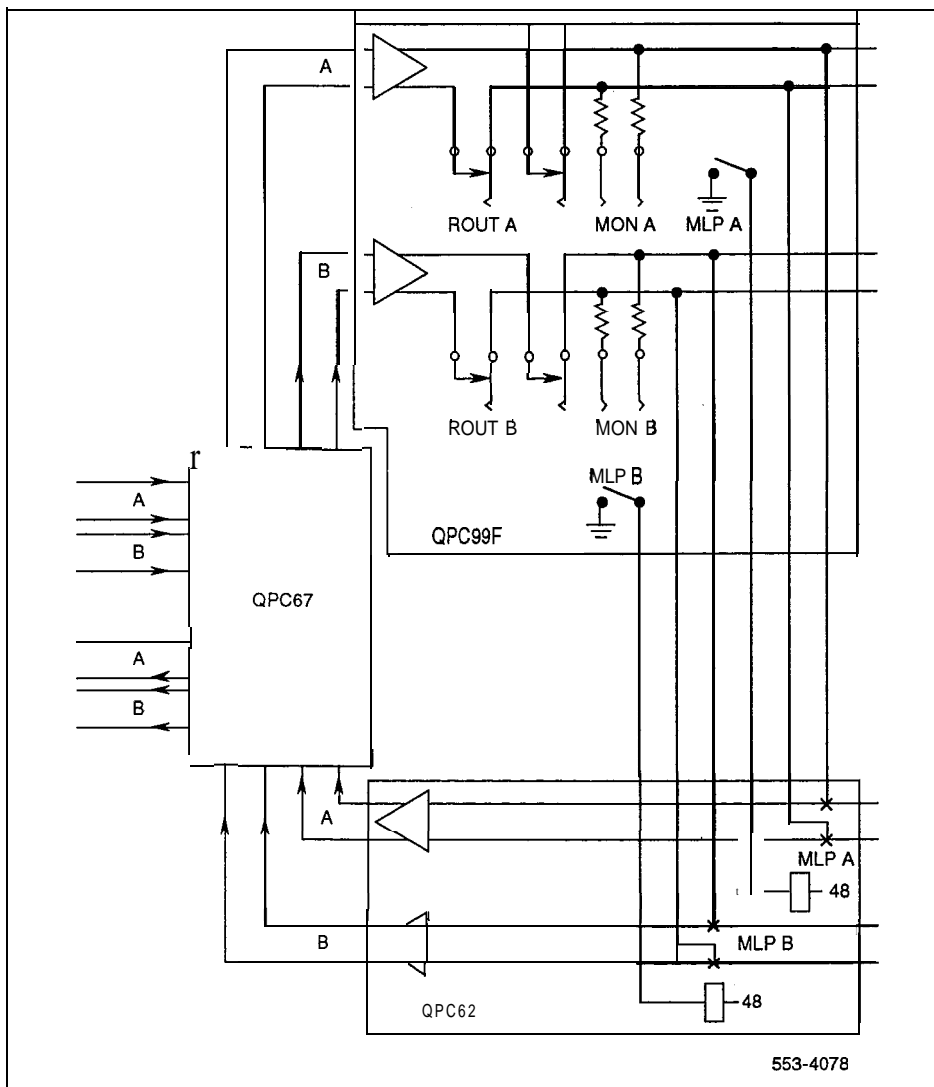 A
ROUT A
MON A
MLP A
B
ROUT B
MON B
r
MLP B
A
QPC99F
B
QPC67
A
B
A
MLP A
48
B
MLP B
48
QPC62
553-4078